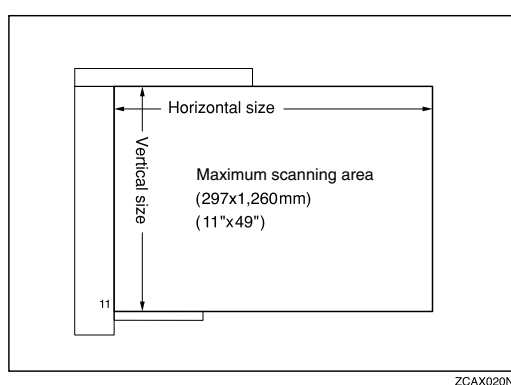 Horizontal size
Vertical size
Maximum scanning area
(297x1,260mm)
(11"x49")
11
ZCAX020N